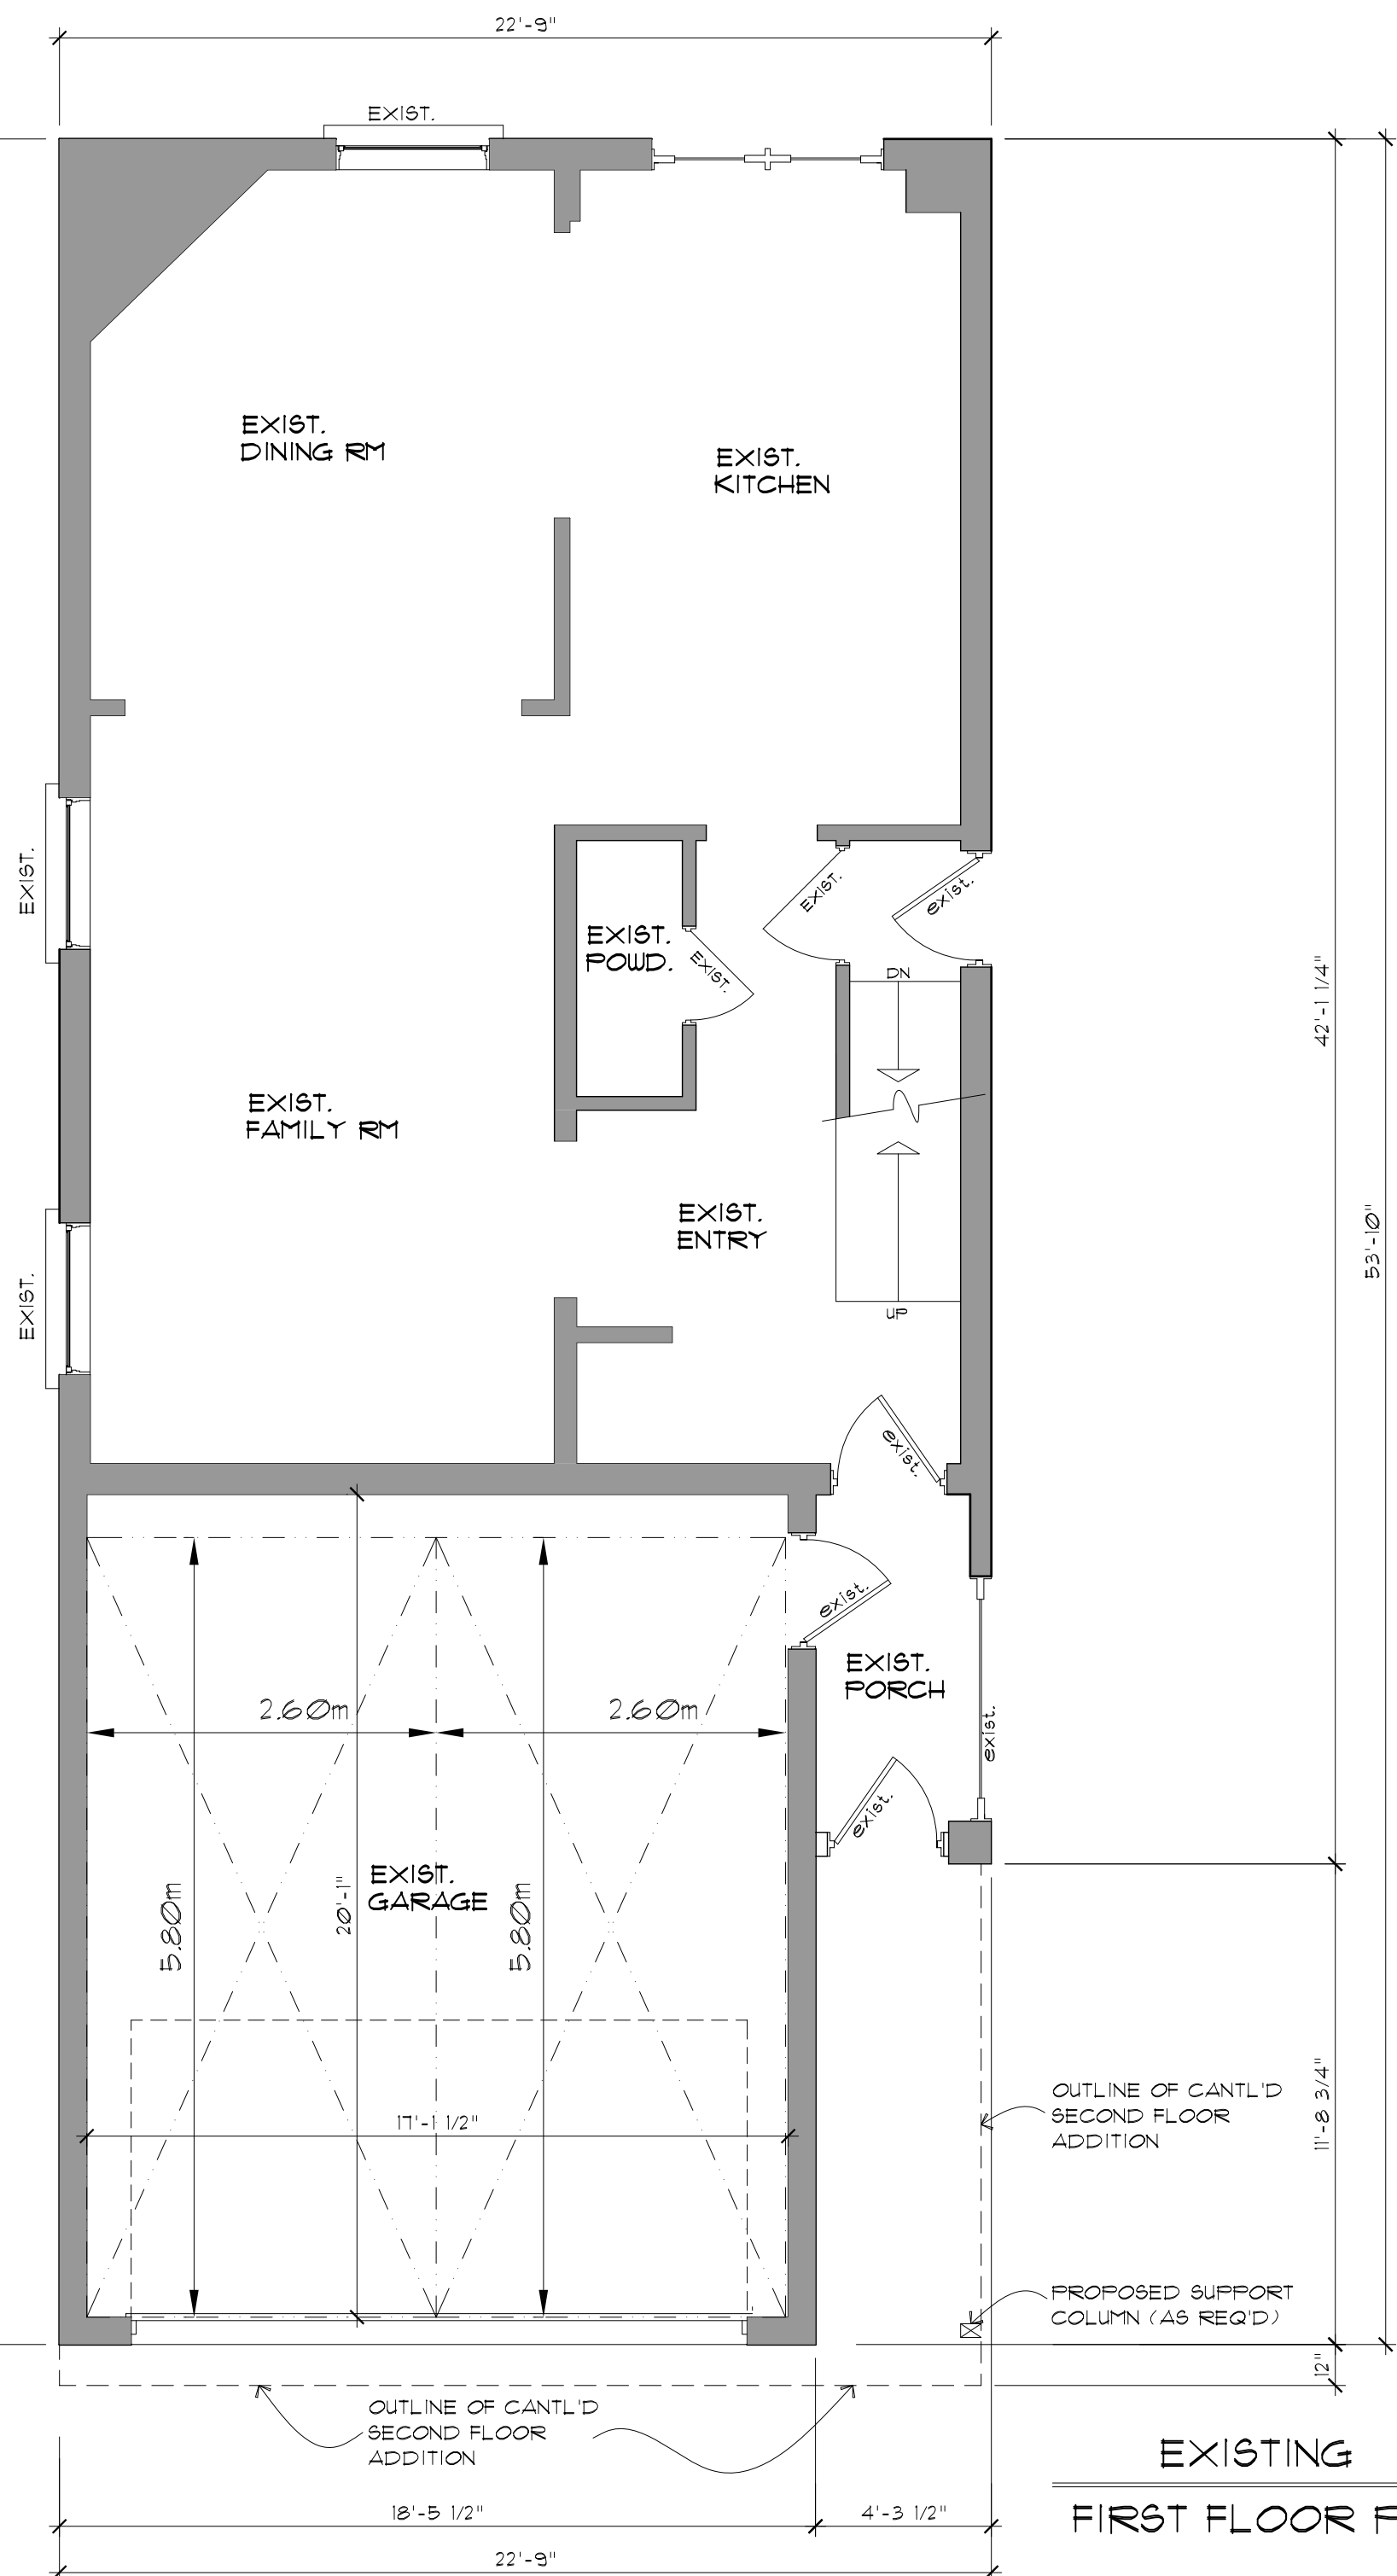 22'-9"
EXIST.
EXIST.
DINING RM
EXIST.
KITCHEN
EXIST.
EXIST.
exist.
EXIST.
POWD.
EXIST.
DN
42'-1 1/4"
EXIST.
FAMILY RM
EXIST.
ENTRY
53'-10"
EXIST.
UP
exist.
exist.
EXIST.
PORCH
2.60m
2.60m
exist.
exist.
EXIST.
GARAGE
5.80m
20'-1"
5.80m
OUTLINE OF CANTL'D
SECOND FLOOR
ADDITION
11'-8 3/4"
17'-1 1/2"
PROPOSED SUPPORT
COLUMN (AS REQ'D)
12"
OUTLINE OF CANTL'D
SECOND FLOOR
ADDITION
EXISTING
FIRST FLOOR P
18'-5 1/2"
4'-3 1/2"
22'-9"